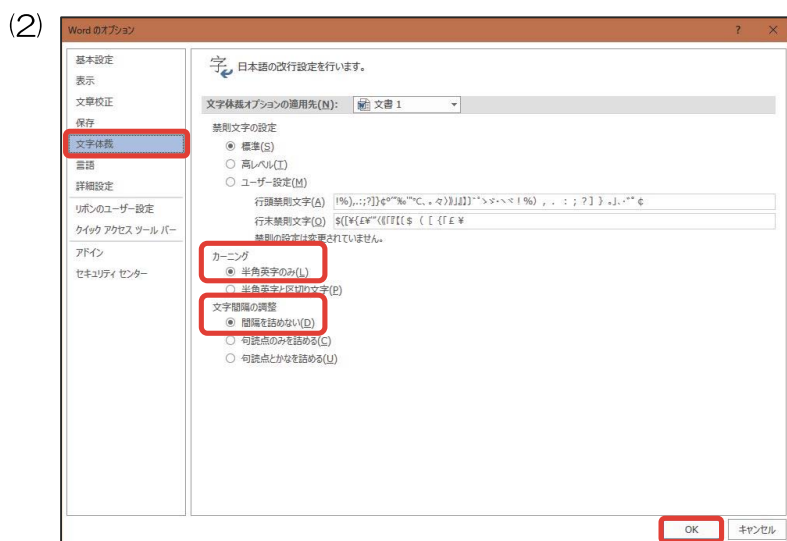 (2)
Word のオプション ? ×
基本設定
表示
文章校正
保存
文字体裁
言語
詳細設定
リボンのユーザー設定
クイック アクセス ツール バー
アドイン
セキュリティ センター
字 日本語の改行設定を行います。
文字体裁オプションの適用先(N): 文書 1
禁則文字の設定
標準(S)
高レベル(T)
ユーザー設定(M)
行頭禁則文字(A)
行末禁則文字(O)
禁則の設定は変更されていません。
カーニング
半角英字のみ(L)
半角英字と区切り文字(P)
文字間隔の調整
間隔を詰めない(D)
句読点のみを詰める(C)
句読点とかなを詰める(U)
OK キャンセル